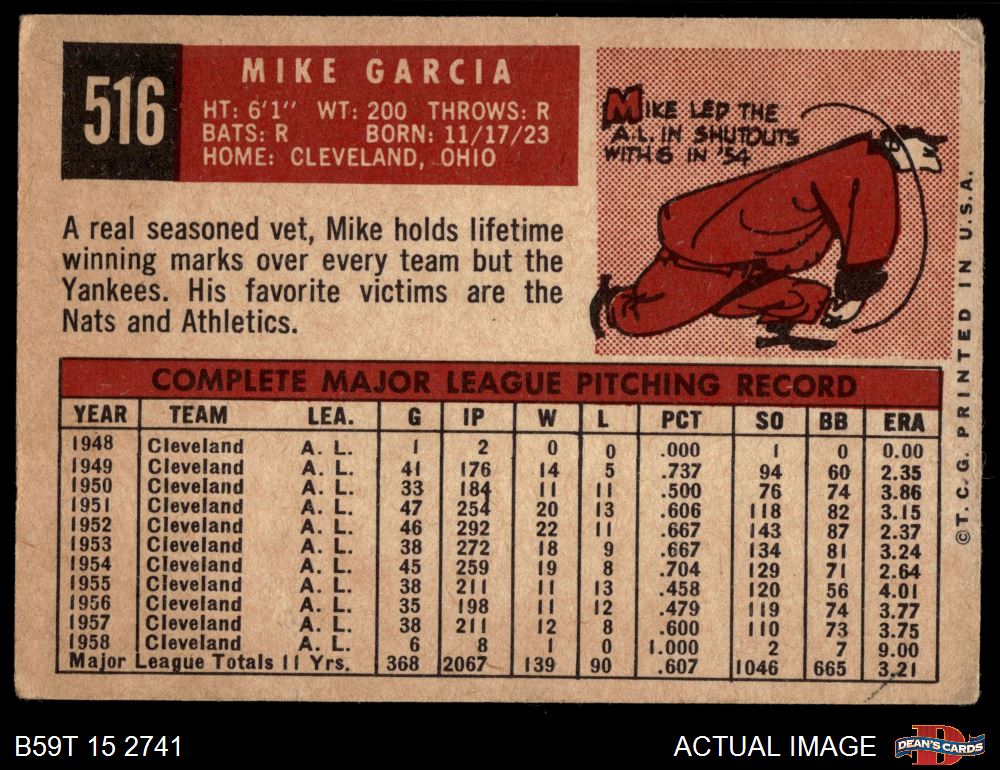 516
MIKE GARCIA
HT: 6'1" WT: 200 THROWS: R
BATS: R BORN: 11/17/23
HOME: CLEVELAND, OHIO
MIKE LED THE
A.L. IN SHUTOUTS
WITH 6 IN '54
A real seasoned vet, Mike holds lifetime
winning marks over every team but the
Yankees. His favorite victims are the
Nats and Athletics.
COMPLETE MAJOR LEAGUE PITCHING RECORD
YEAR TEAM LEA. G IP W L PCT SO BB ERA
1948 Cleveland A. L. 1 2 0 0 .000 1 0 0.00
1949 Cleveland A. L. 41 176 14 5 .737 94 60 2.35
1950 Cleveland A. L. 33 184 11 11 .500 76 74 3.86
1951 Cleveland A. L. 47 254 20 13 .606 118 82 3.15
1952 Cleveland A. L. 46 292 22 11 .667 143 87 2.37
1953 Cleveland A. L. 38 272 18 9 .667 134 81 3.24
1954 Cleveland A. L. 45 259 19 8 .704 129 71 2.64
1955 Cleveland A. L. 38 211 11 13 .458 120 56 4.01
1956 Cleveland A. L. 35 198 11 12 .479 119 74 3.77
1957 Cleveland A. L. 38 211 12 8 .600 110 73 3.75
1958 Cleveland A. L. 6 8 1 0 1.000 2 7 9.00
Major League Totals 11 Yrs. 368 2067 139 90 .607 1046 665 3.21
©T. C. G. PRINTED IN U.S.A.
B59T 15 2741
ACTUAL IMAGE
DEAN'S CARDS